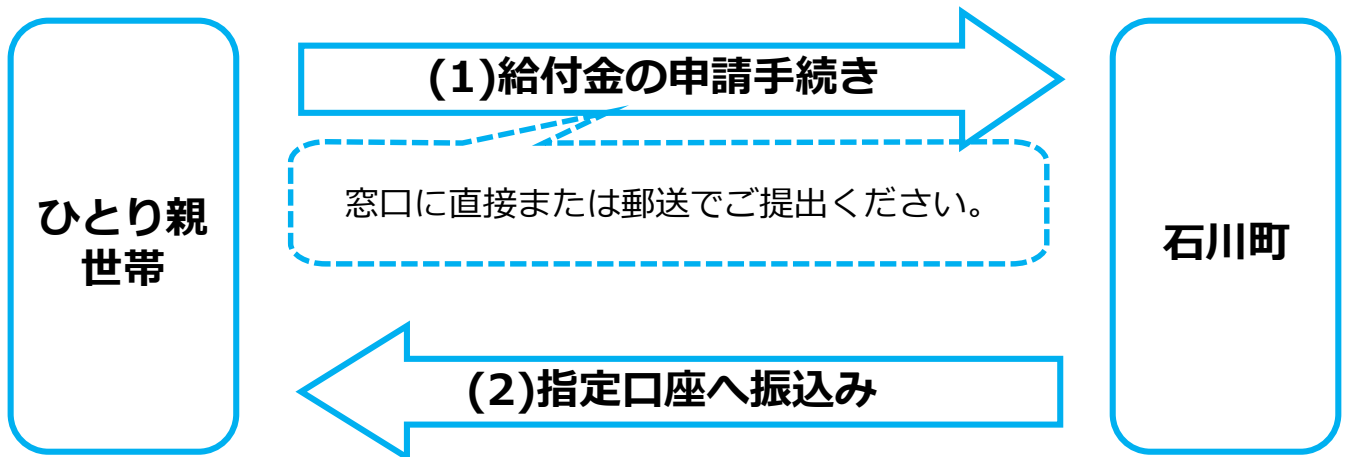 (1)給付金の申請手続き
窓口に直接または郵送でご提出ください。
ひとり親
世帯
石川町
(2)指定口座へ振込み